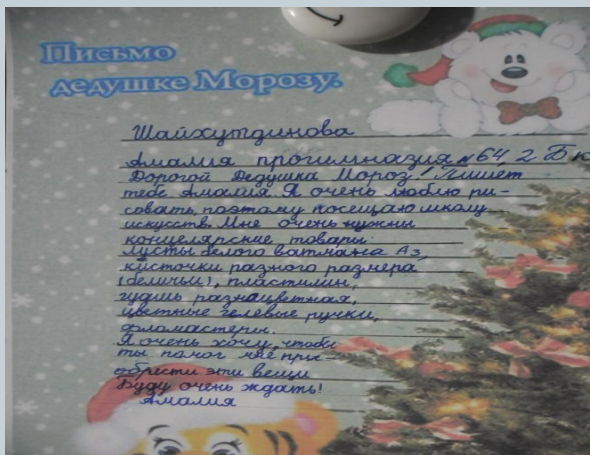 Письмо
дедушке Морозу.
Шайхутдинова
Амалия прогимназия №64, 2 Б
Дорогой Дедушка Мороз! Пишет
тебе Амалия. Я очень люблю ри-
совать, поэтому посещаю школу
искусств. Мне очень нужны
концелярские товары:
листы белого ватмана А3,
кисточки разного размера
(беличьи), пластилин,
гуашь разноцветная,
цветные гелевые ручки,
фломастеры.
Я очень хочу, чтобы
ты помог мне при-
обрести эти вещи
Буду очень ждать!
Амалия